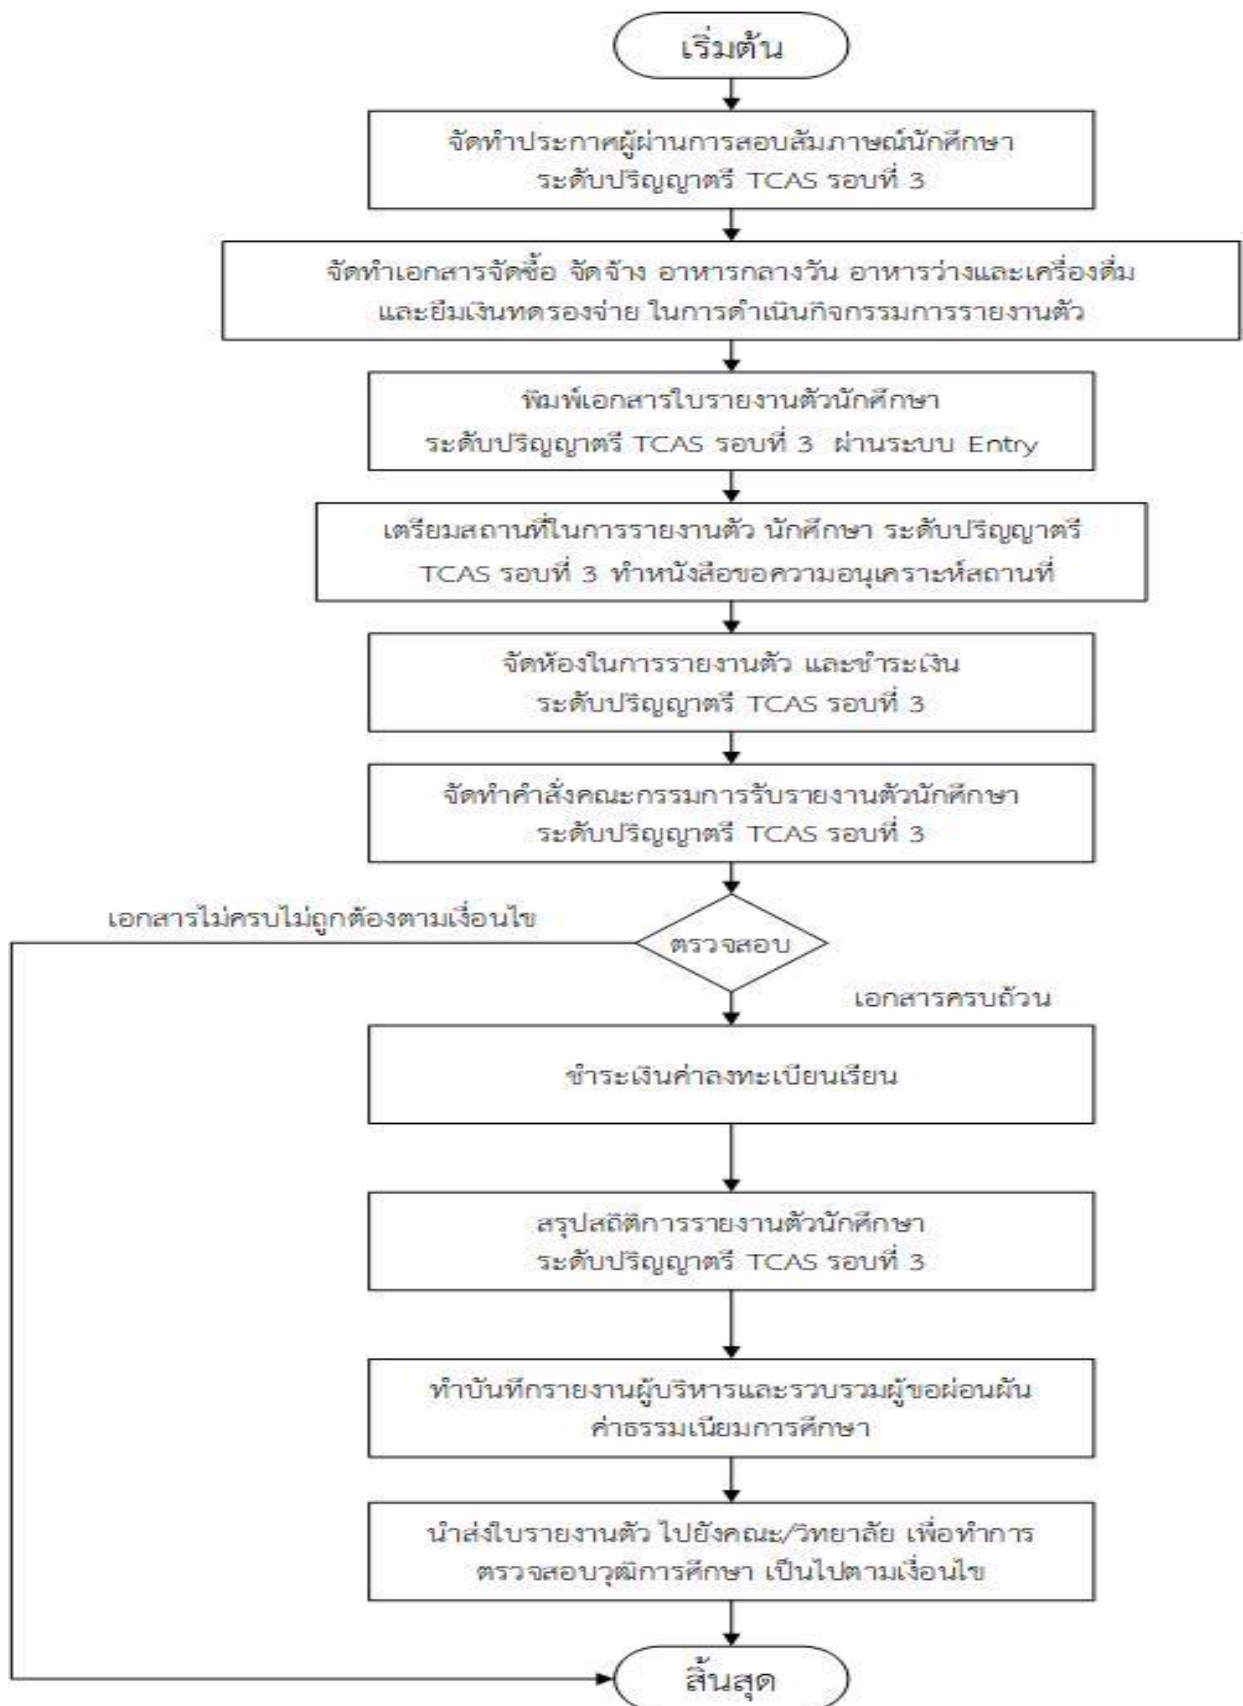 เริ่มต้น
จัดทำประกาศผู้ผ่านการสอบสัมภาษณ์นักศึกษา
ระดับปริญญาตรี TCAS รอบที่ 3
จัดทำเอกสารจัดซื้อ จัดจ้าง อาหารกลางวัน อาหารว่างและเครื่องดื่ม
และยืมเงินทดรองจ่าย ในการดำเนินกิจกรรมการรายงานตัว
พิมพ์เอกสารใบรายงานตัวนักศึกษา
ระดับปริญญาตรี TCAS รอบที่ 3 ผ่านระบบ Entry
เตรียมสถานที่ในการรายงานตัว นักศึกษา ระดับปริญญาตรี
TCAS รอบที่ 3 ทำหนังสือขอความอนุเคราะห์สถานที่
จัดห้องในการรายงานตัว และชำระเงิน
ระดับปริญญาตรี TCAS รอบที่ 3
จัดทำคำสั่งคณะกรรมการรับรายงานตัวนักศึกษา
ระดับปริญญาตรี TCAS รอบที่ 3
เอกสารไม่ครบไม่ถูกต้องตามเงื่อนไข
ตรวจสอบ
เอกสารครบถ้วน
ชำระเงินค่าลงทะเบียนเรียน
สรุปสถิติการรายงานตัวนักศึกษา
ระดับปริญญาตรี TCAS รอบที่ 3
ทำบันทึกรายงานผู้บริหารและรวบรวมผู้ขอผ่อนผัน
ค่าธรรมเนียมการศึกษา
นำส่งใบรายงานตัว ไปยังคณะ/วิทยาลัย เพื่อทำการ
ตรวจสอบวุฒิการศึกษา เป็นไปตามเงื่อนไข
สิ้นสุด